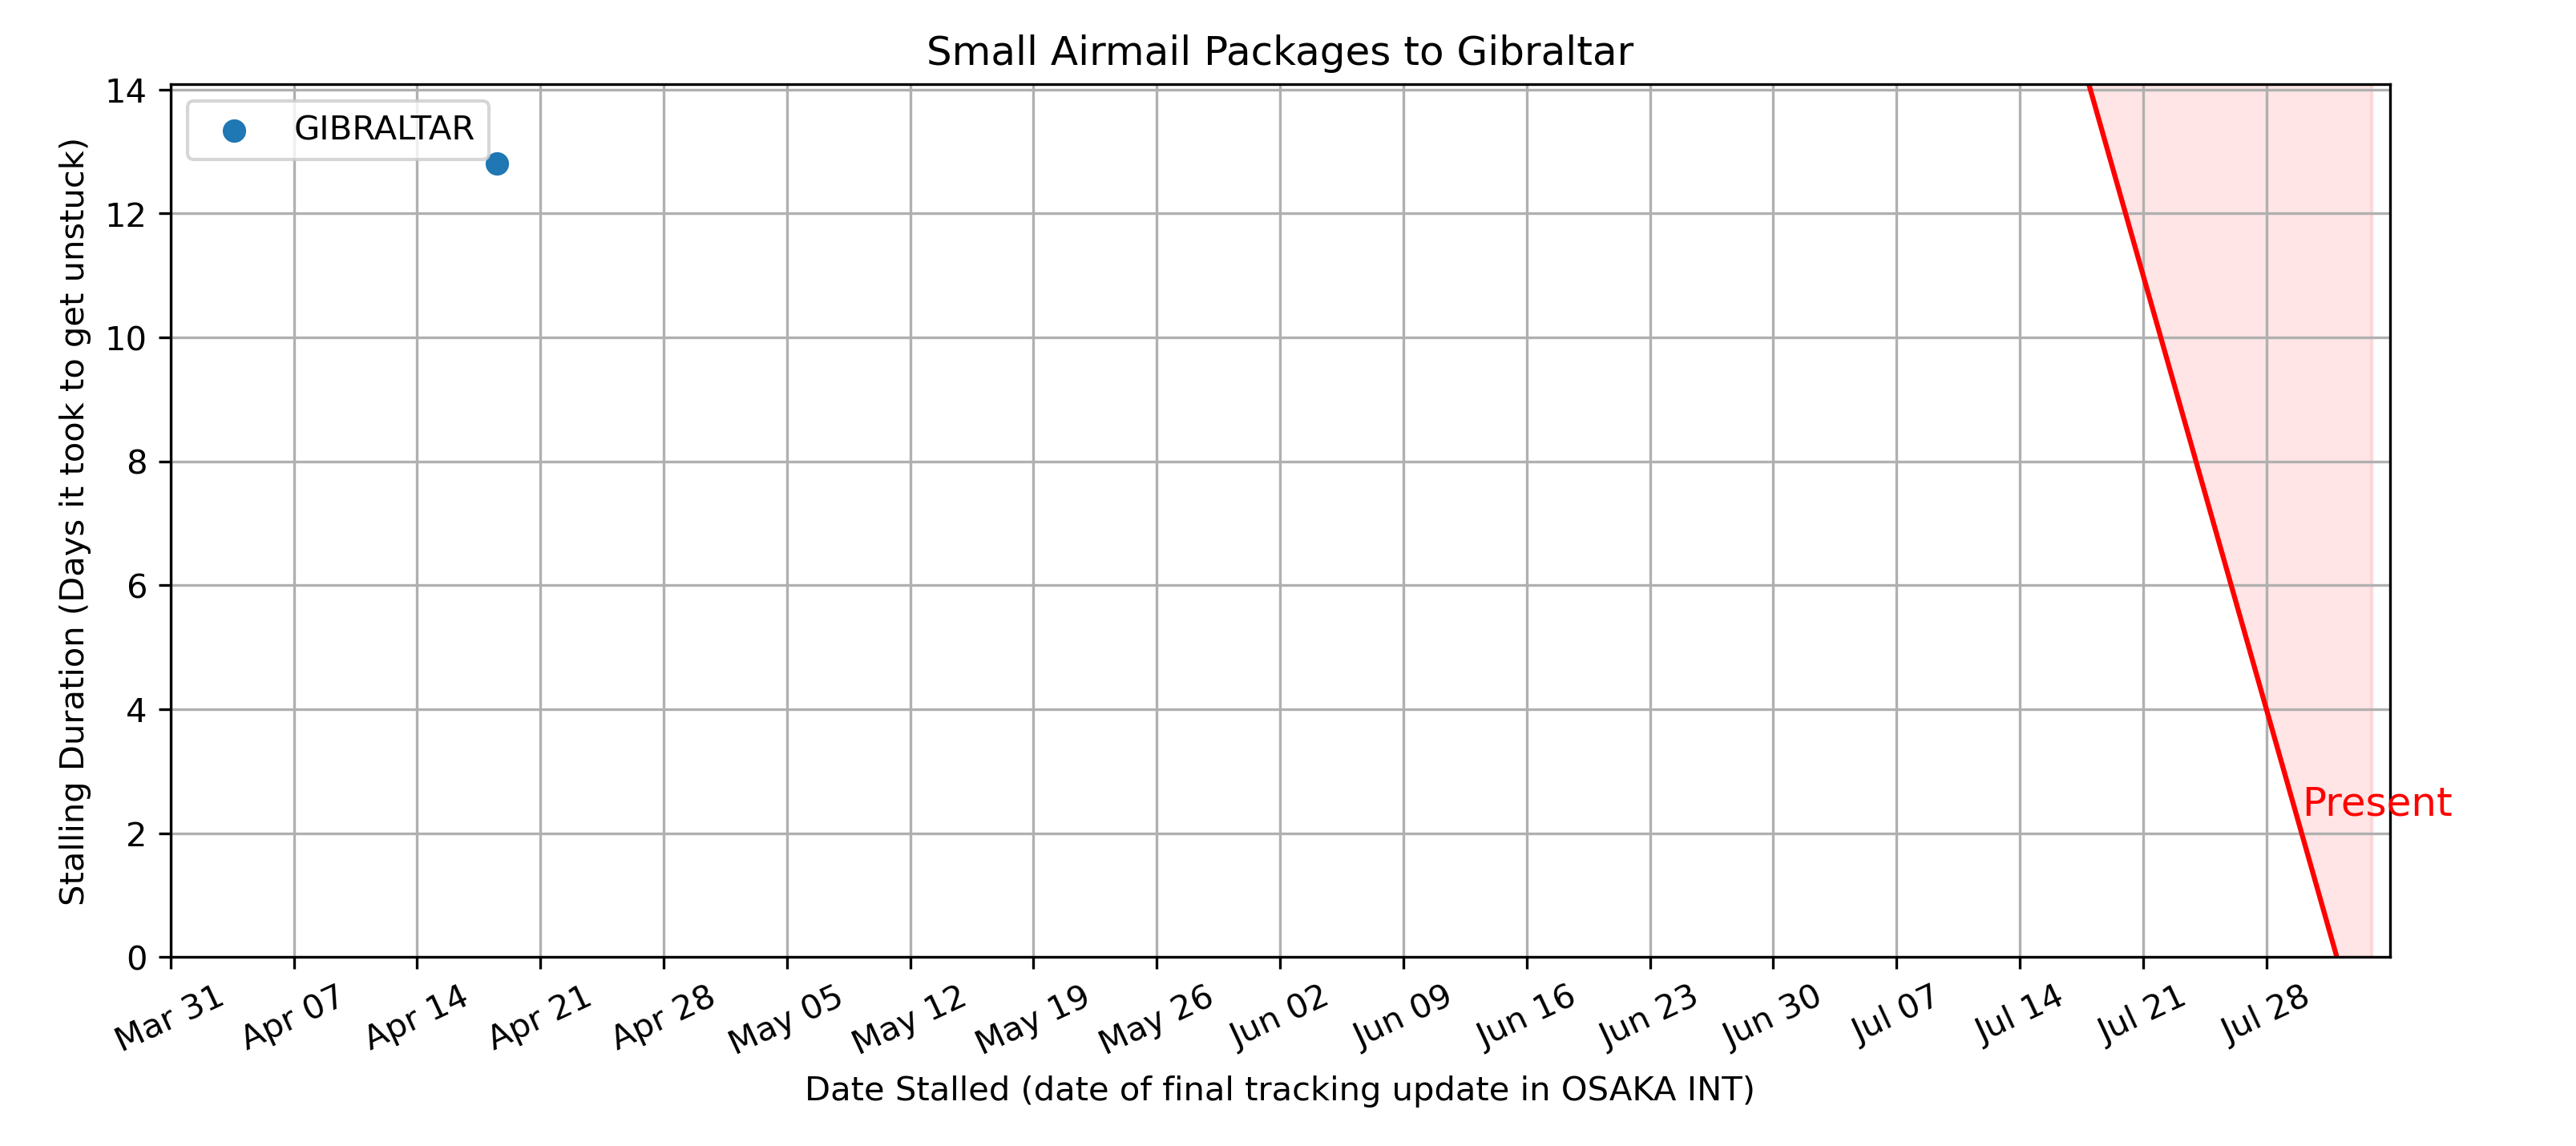 Small Airmail Packages to Gibraltar
GIBRALTAR
Stalling Duration (Days it took to get unstuck)
14
12
10
8
6
4
2
0
Present
Mar 31
Apr 07
Apr 14
Apr 21
Apr 28
May 05
May 12
May 19
May 26
Jun 02
Jun 09
Jun 16
Jun 23
Jun 30
Jul 07
Jul 14
Jul 21
Jul 28
Date Stalled (date of final tracking update in OSAKA INT)